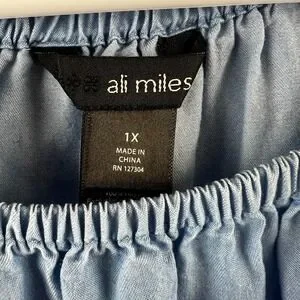 ali miles
1X
MADE IN
CHINA
RN 127304